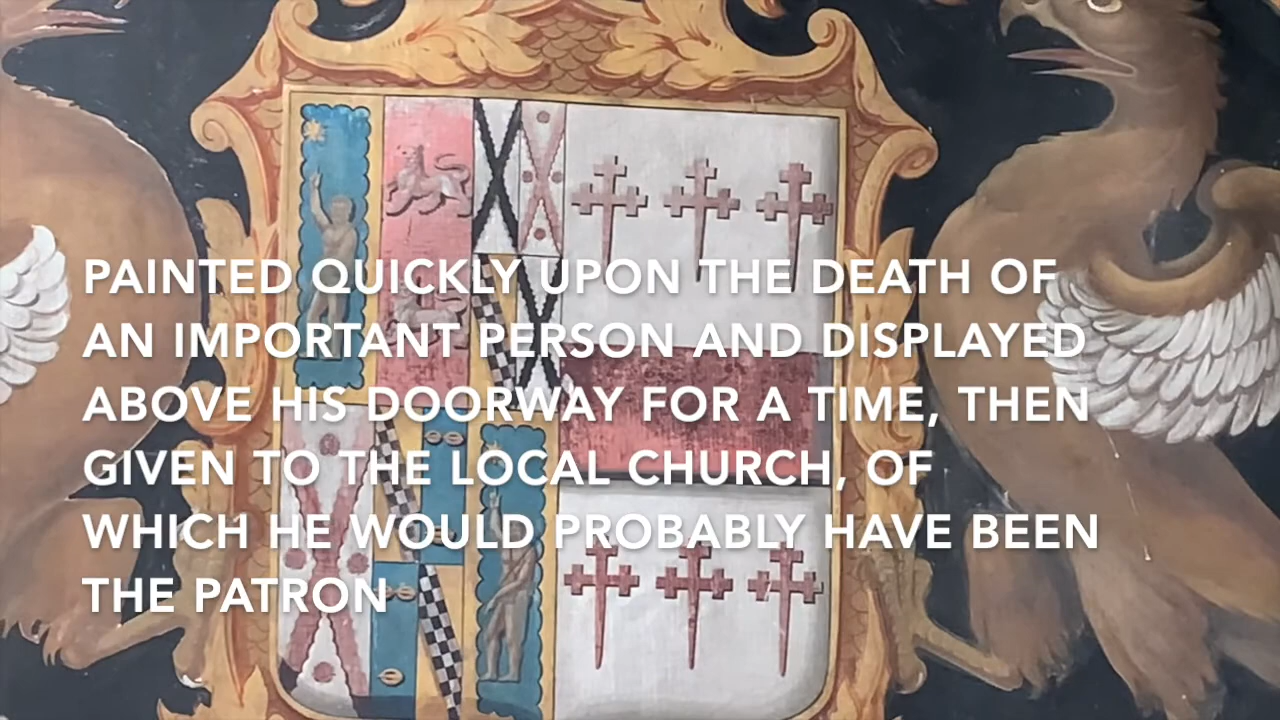 PAINTED QUICKLY UPON THE DEATH OF
AN IMPORTANT PERSON AND DISPLAYED
ABOVE HIS DOORWAY FOR A TIME, THEN
GIVEN TO THE LOCAL CHURCH, OF
WHICH HE WOULD PROBABLY HAVE BEEN
THE PATRON